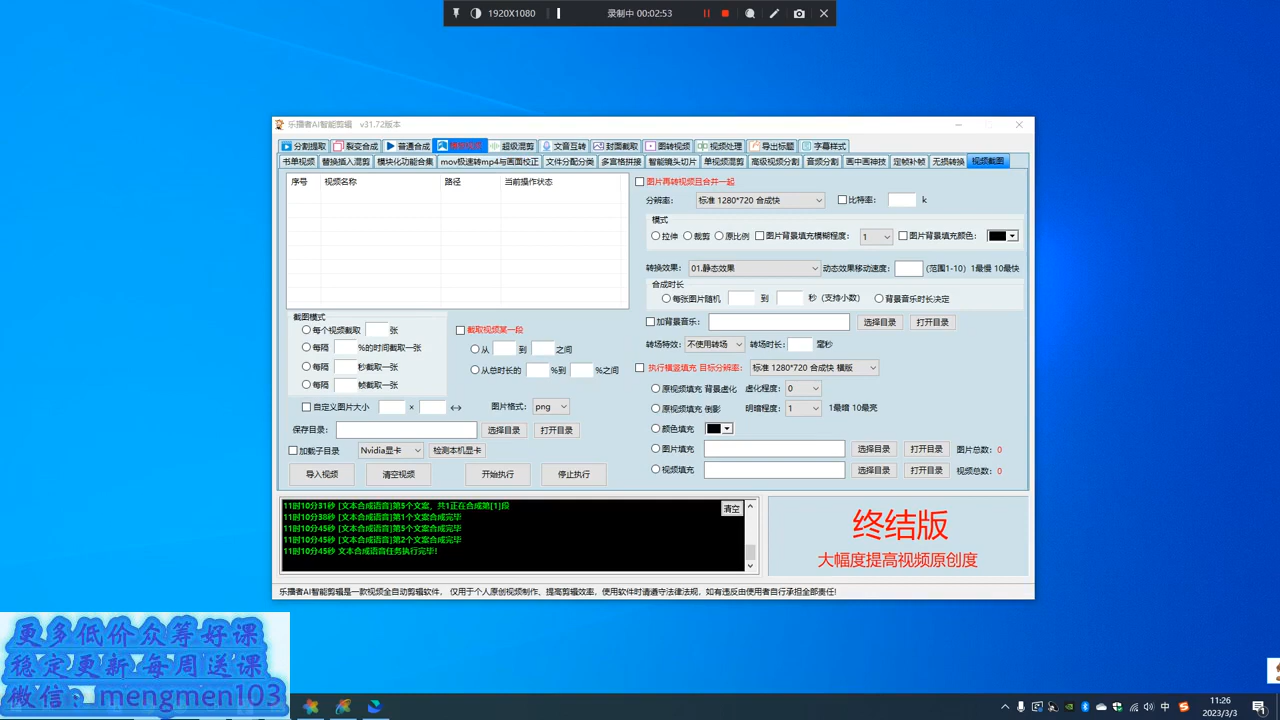 1920X1080 录制中 00:02:53
乐播者AI智能剪辑 v31.72版本
分割提取 裂变合成 普通合成 超级混剪 文音互转 封面截取 图转视频 视频处理 导出标题 字幕样式
书单视频 替换插入混剪 模块化功能合集 mov极速转mp4与画面校正 文件分配分类 多宫格拼接 智能镜头切片 单视频混剪 高级视频分割 音频分割 画中画神技 定帧补帧 无损转换 视频截图
序号 视频名称 路径 当前操作状态
图片再转视频且合并一起
分辨率: 标准 1280*720 合成快 比特率: k
模式
拉伸 裁剪 原比例 图片背景填充模糊程度: 1 图片背景填充颜色:
转换效果: 01.静态效果 动态效果移动速度: (范围1-10) 1最慢 10最快
合成时长
每张图片随机 到 秒 (支持小数) 背景音乐时长决定
加背景音乐: 选择目录 打开目录
转场特效: 不使用转场 转场时长: 毫秒
执行横竖填充 目标分辨率: 标准 1280*720 合成快 横版
原视频填充 背景虚化 虚化程度: 0
原视频填充 倒影 明暗程度: 1 1最暗 10最亮
颜色填充
图片填充 选择目录 打开目录 图片总数: 0
视频填充 选择目录 打开目录 视频总数: 0
截图模式
每个视频截取 张
每隔 %的时间截取一张
每隔 秒截取一张
每隔 帧截取一张
截取视频某一段
从 到 之间
从总时长的 %到 %之间
自定义图片大小 × 图片格式: png
保存目录: 选择目录 打开目录
加载子目录 Nvidia显卡 检测本机显卡
导入视频 清空视频 开始执行 停止执行
11时10分31秒 [文本合成语音]第5个文案, 共1正在合成第[1]段
11时10分38秒 [文本合成语音]第1个文案合成完毕
11时10分45秒 [文本合成语音]第5个文案合成完毕
11时10分45秒 [文本合成语音]第2个文案合成完毕
11时10分45秒 文本合成语音任务执行完毕!
清空
终结版
大幅度提高视频原创度
乐播者AI智能剪辑是一款视频全自动剪辑软件, 仅用于个人原创视频制作、提高剪辑效率, 使用软件时请遵守法律法规, 如有违反由使用者自行承担全部责任!
更多低价众筹好课
稳定更新 每周送课
微信: mengmen103
中
11:26
2023/3/3